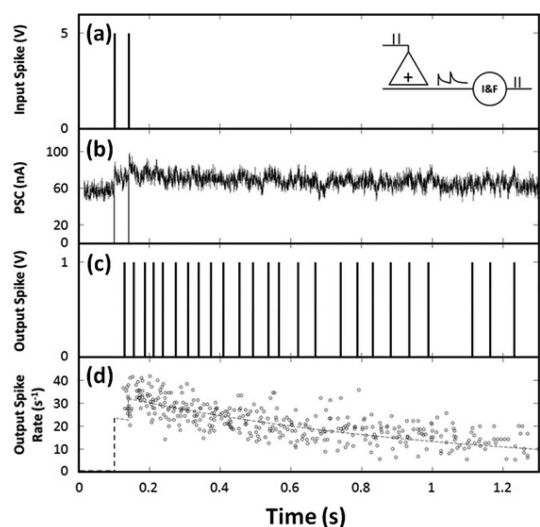 (a)
Input Spike (V)
5
0
+
I&F
(b)
PSC (nA)
100
60
20
0
(c)
Output Spike (V)
1
0
(d)
Output Spike
Rate (s⁻¹)
40
30
20
10
0
0 0.2 0.4 0.6 0.8 1 1.2
Time (s)